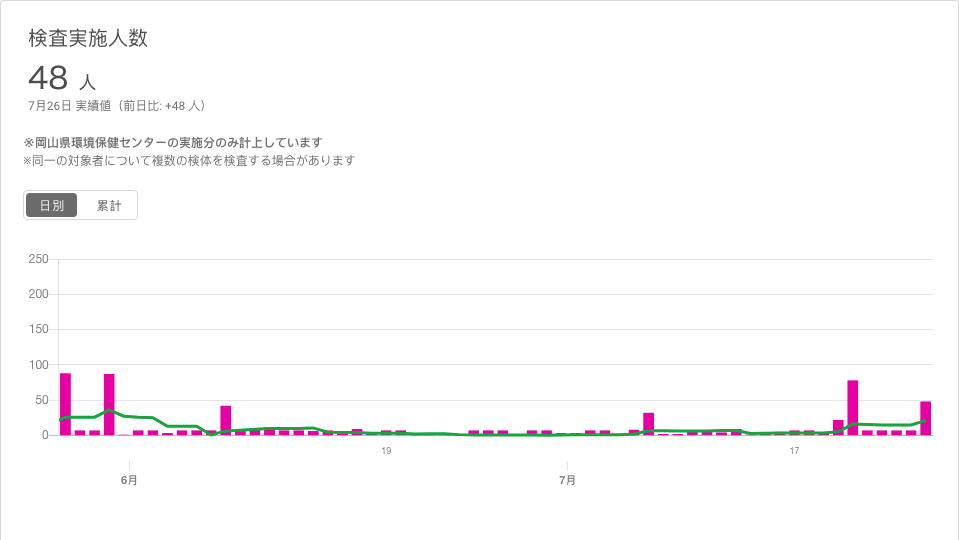 検査実施人数
48 人
7月26日 実績値（前日比: +48 人）
※岡山県環境保健センターの実施分のみ計上しています
※同一の対象者について複数の検体を検査する場合があります
日別 累計
250
200
150
100
50
0
19 17
6月 7月